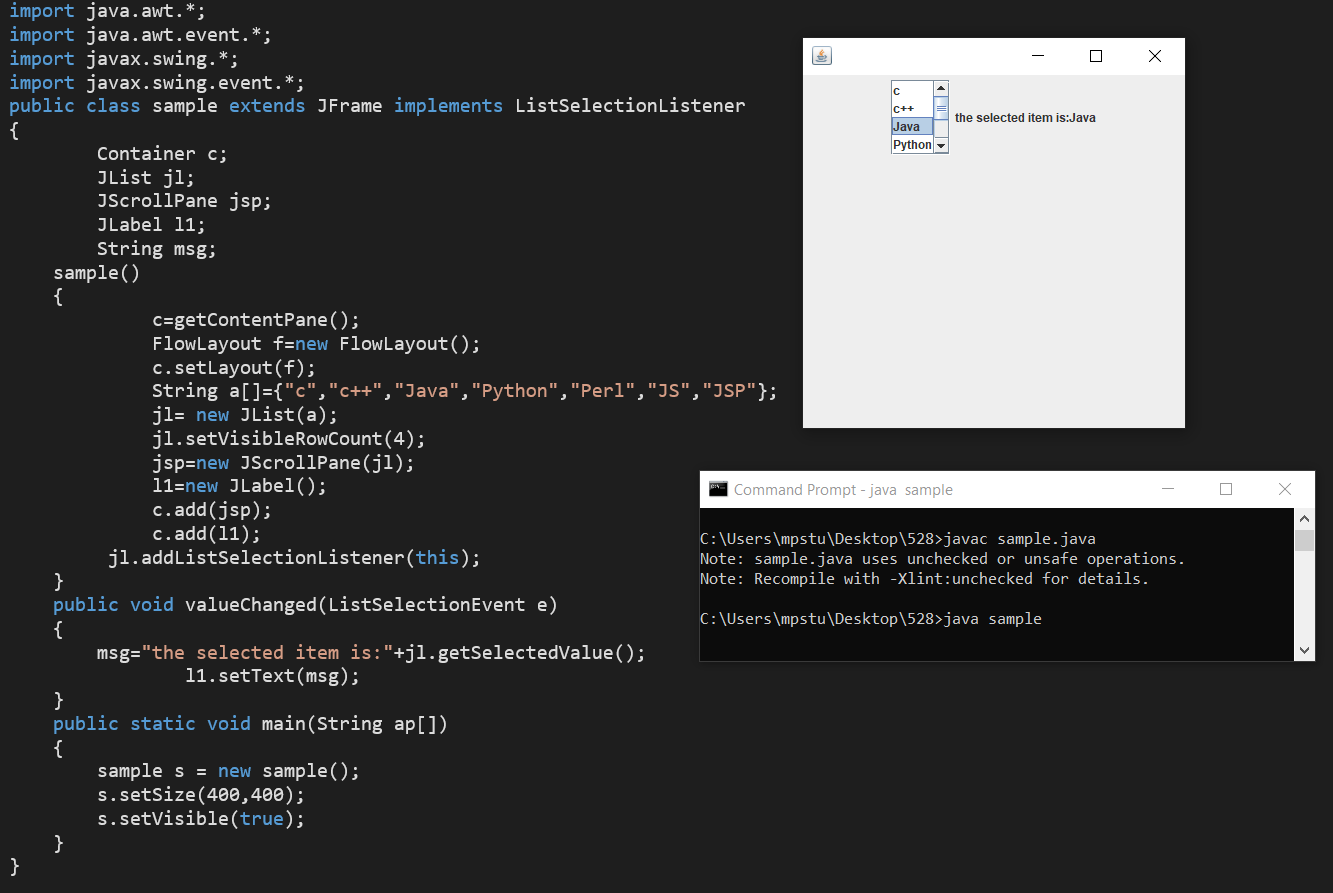 import java.awt.*;
import java.awt.event.*;
import javax.swing.*;
import javax.swing.event.*;
public class sample extends JFrame implements ListSelectionListener
{
        Container c;
        JList jl;
        JScrollPane jsp;
        JLabel l1;
        String msg;
    sample()
    {
             c=getContentPane();
             FlowLayout f=new FlowLayout();
             c.setLayout(f);
             String a[]={"c","c++","Java","Python","Perl","JS","JSP"};
             jl= new JList(a);
             jl.setVisibleRowCount(4);
             jsp=new JScrollPane(jl);
             l1=new JLabel();
             c.add(jsp);
             c.add(l1);
         jl.addListSelectionListener(this);
    }
    public void valueChanged(ListSelectionEvent e)
    {
        msg="the selected item is:"+jl.getSelectedValue();
                l1.setText(msg);
    }
    public static void main(String ap[])
    {
        sample s = new sample();
        s.setSize(400,400);
        s.setVisible(true);
    }
}
c
c++
Java
Python
the selected item is:Java
Command Prompt - java  sample
C:\Users\mpstu\Desktop\528>javac sample.java
Note: sample.java uses unchecked or unsafe operations.
Note: Recompile with -Xlint:unchecked for details.
C:\Users\mpstu\Desktop\528>java sample